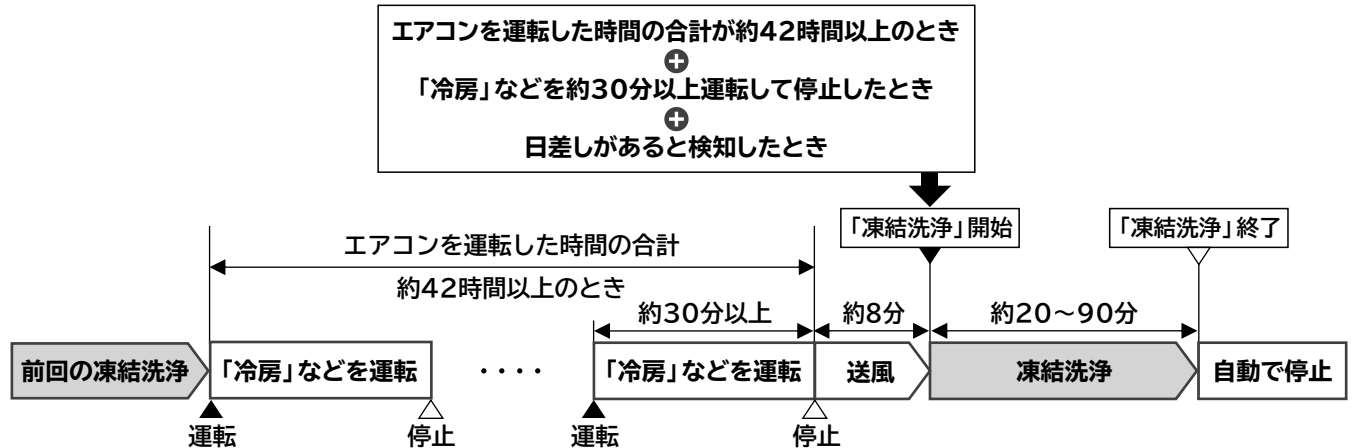 エアコンを運転した時間の合計が約42時間以上のとき
+
「冷房」などを約30分以上運転して停止したとき
+
日差しがあると検知したとき
「凍結洗浄」開始
「凍結洗浄」終了
エアコンを運転した時間の合計
約42時間以上のとき
約30分以上
約8分
約20～90分
前回の凍結洗浄
「冷房」などを運転
・・・・
「冷房」などを運転
送風
凍結洗浄
自動で停止
運転
停止
運転
停止